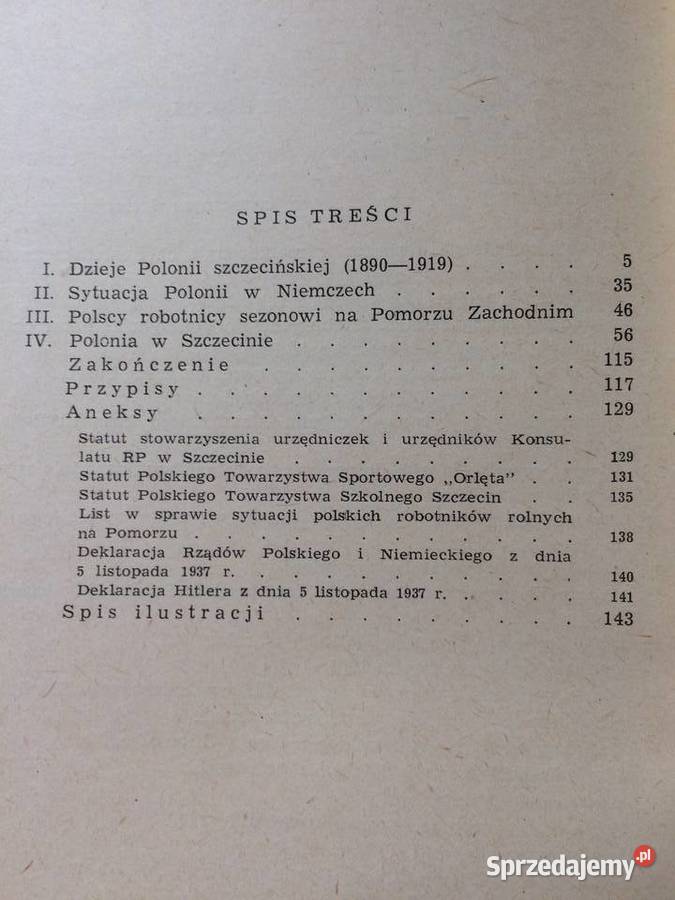 SPIS TREŚCI
I. Dzieje Polonii szczecińskiej (1890—1919) . . . . 5
II. Sytuacja Polonii w Niemczech . . . . . . 35
III. Polscy robotnicy sezonowi na Pomorzu Zachodnim 46
IV. Polonia w Szczecinie . . . . . . . . . 56
Zakończenie . . . . . . . . . . 115
Przypisy . . . . . . . . . . . . 117
Aneksy . . . . . . . . . . . . 129
Statut stowarzyszenia urzędniczek i urzędników Konsu-
latu RP w Szczecinie . . . . . . . . . 129
Statut Polskiego Towarzystwa Sportowego „Orlęta” . . 131
Statut Polskiego Towarzystwa Szkolnego Szczecin . . 135
List w sprawie sytuacji polskich robotników rolnych
na Pomorzu . . . . . . . . . . . . . 138
Deklaracja Rządów Polskiego i Niemieckiego z dnia
5 listopada 1937 r. . . . . . . . . . . . 140
Deklaracja Hitlera z dnia 5 listopada 1937 r. . . . . 141
Spis ilustracji . . . . . . . . . 143
Sprzedajemy.pl